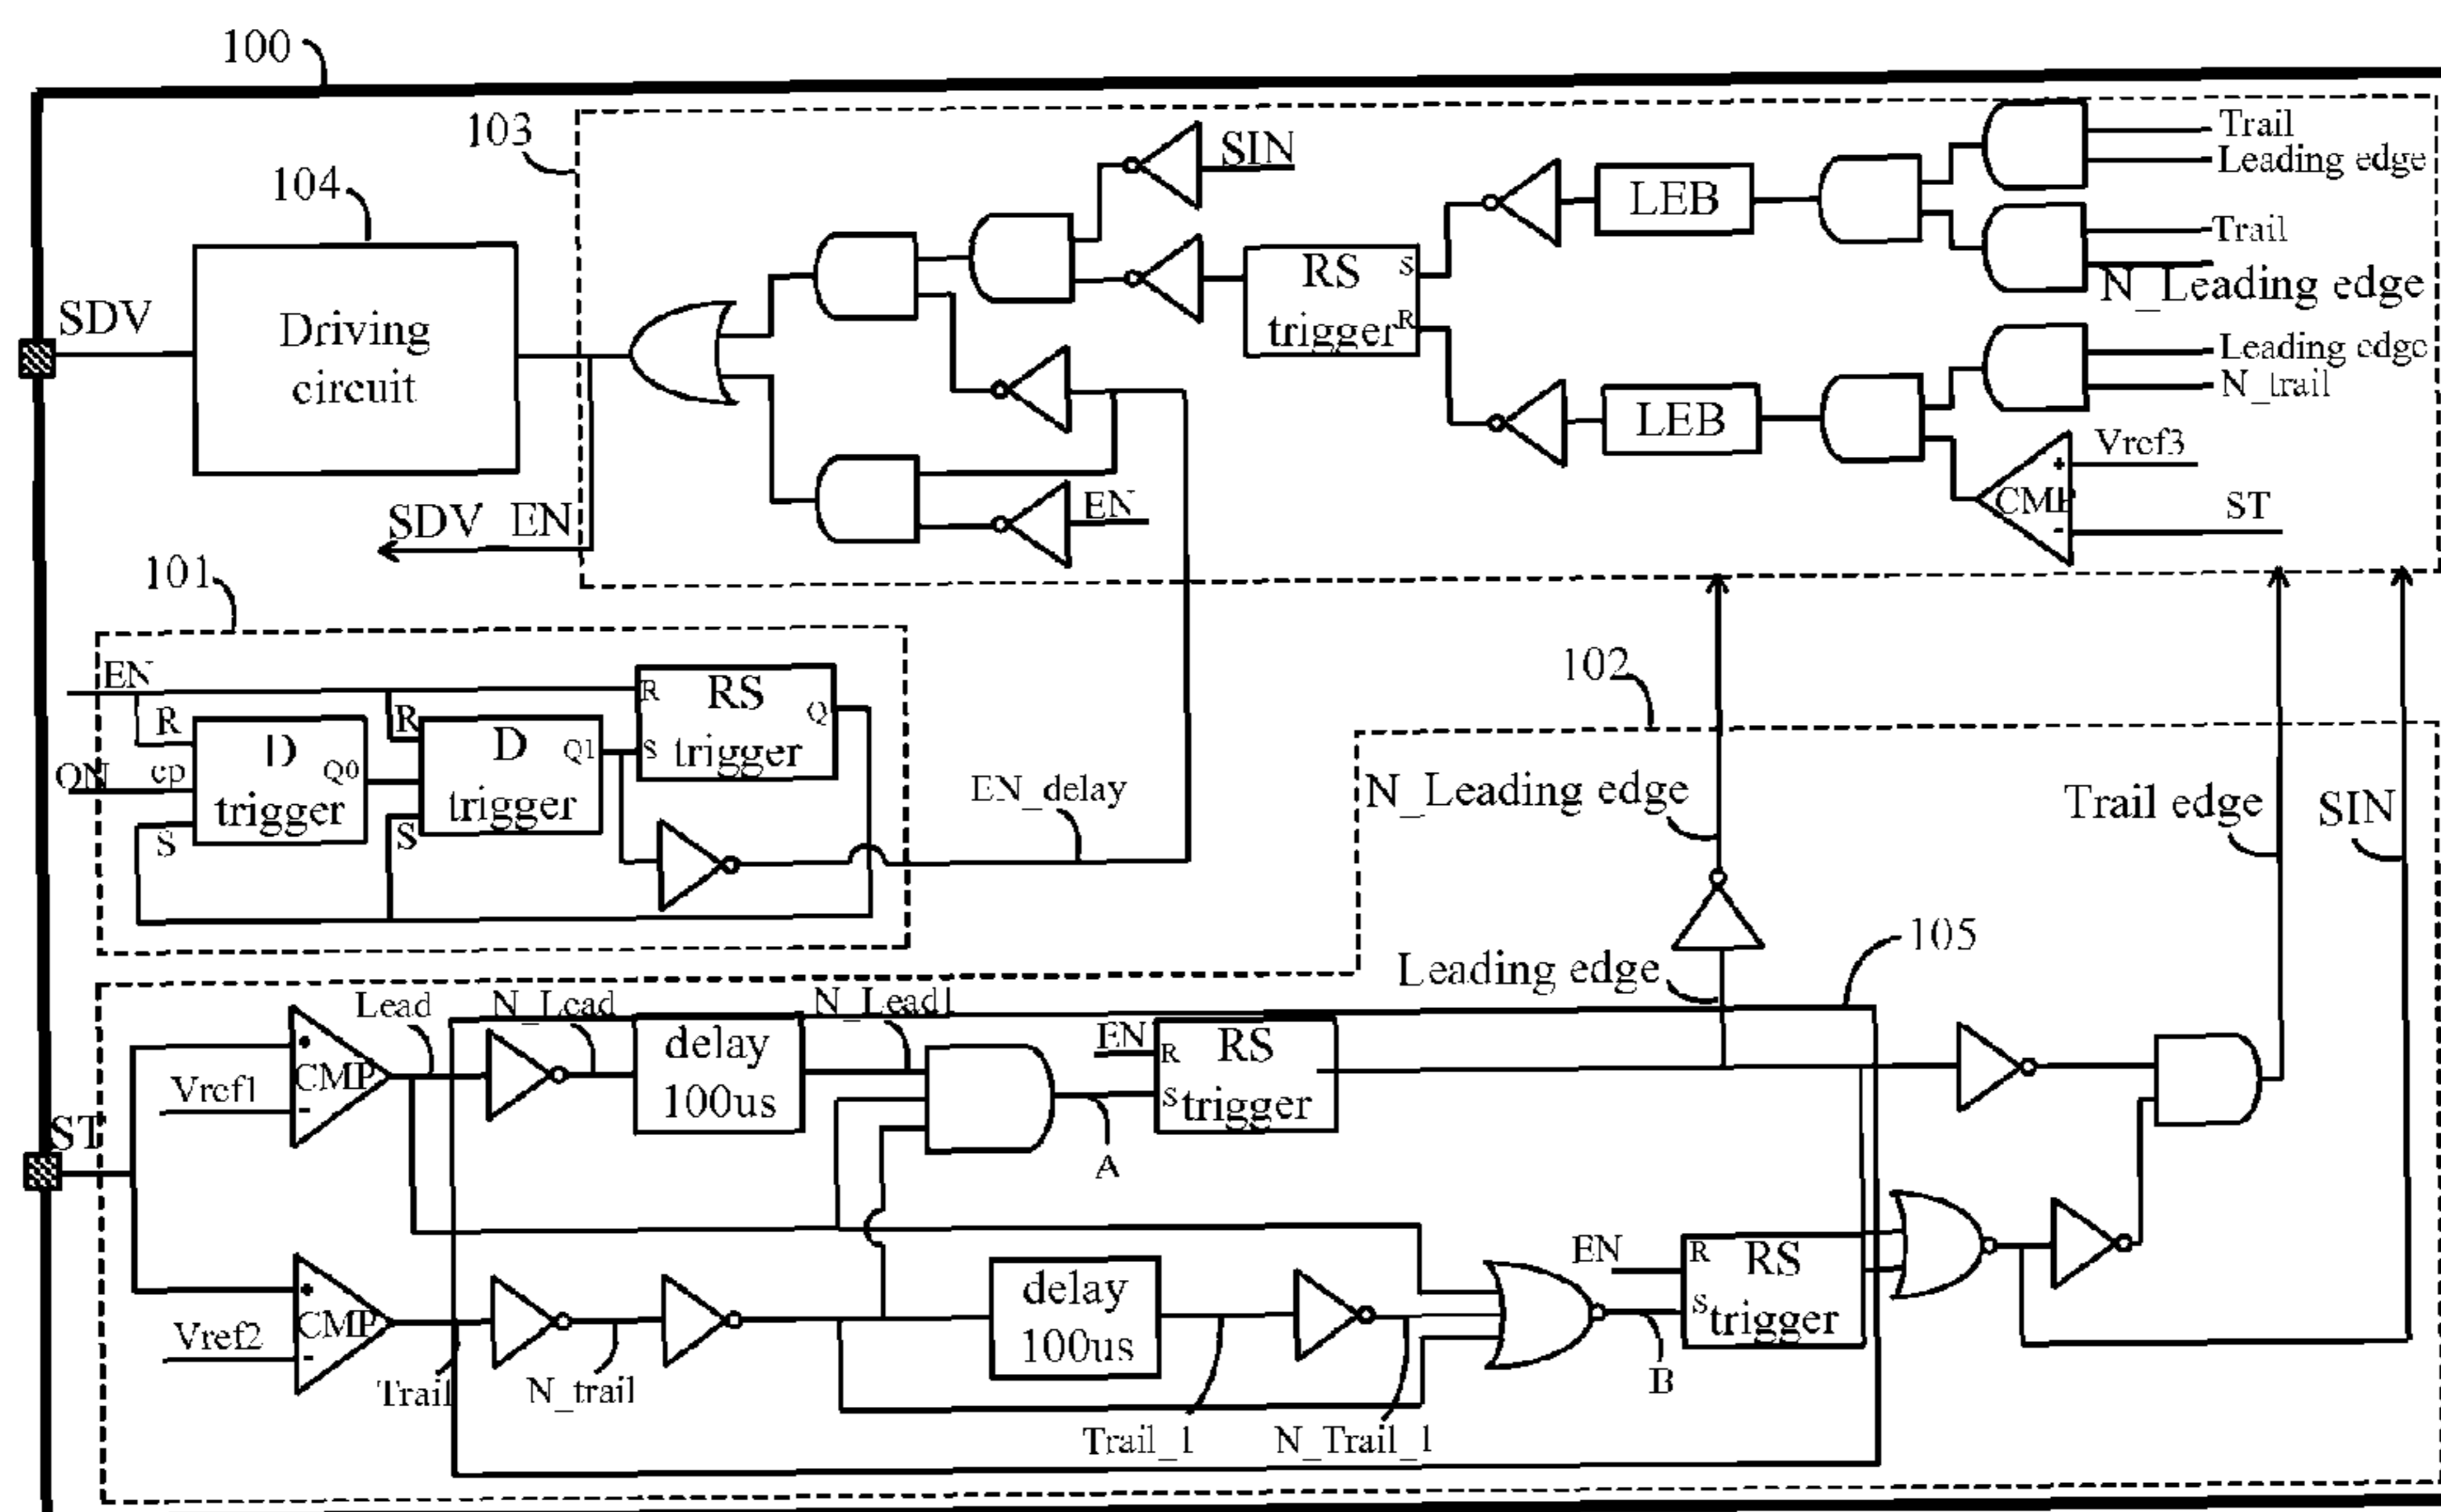 100
103
SIN
Trail
Leading edge
104
LEB
Trail
N_Leading edge
RS
S
trigger
R
SDV
Driving
circuit
Leading edge
N_trail
LEB
Vref3
CMP
+
-
ST
EN
SDV_EN
101
EN
R
RS
R
trigger
S
Q
R
D
Q1
D
trigger
Q0
ON
cp
trigger
S
S
EN_delay
102
N_Leading edge
Trail edge
SIN
105
Leading edge
Lead
N_Lead
N_Lead1
delay
100us
EN
R
RS
S
trigger
CMP
Vref1
-
A
ST
+
CMP
Vref2
-
Trail
N_trail
delay
100us
EN
R
RS
S
trigger
B
Trail_1
N_Trail_1